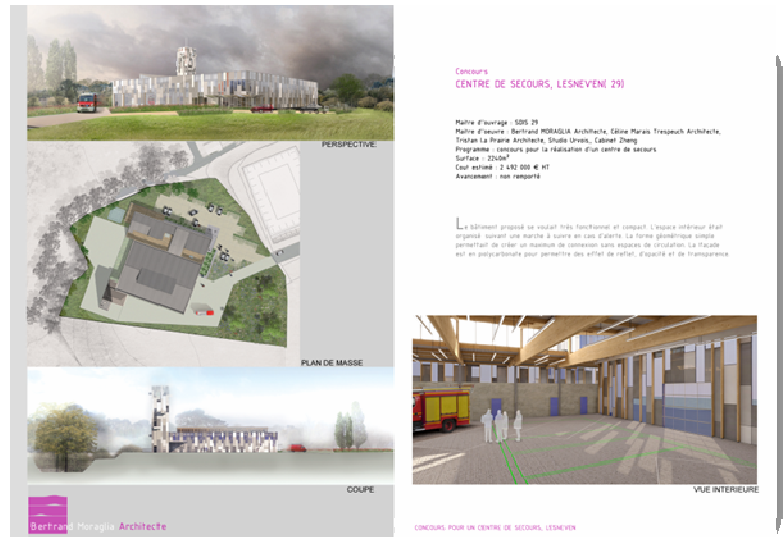 PERSPECTIVE
PLAN DE MASSE
COUPE
Bertrand Moraglia Architecte
Concours
CENTRE DE SECOURS, LESNEVEN( 29)
Maître d'ouvrage : SDIS 29
Maître d'oeuvre : Bertrand MORAGLIA Architecte, Céline Marais Trespeuch Architecte,
Tristan La Prairie Architecte, Studio Urvois, Cabinet Zheng
Programme : concours pour la réalisation d'un centre de secours
Surface : 2240m²
Cout estimé : 2 492 000 € HT
Avancement : non remporté
Le bâtiment proposé se voulait très fonctionnel et compact. L'espace intérieur était
organisé suivant une marche à suivre en cas d'alerte. La forme géométrique simple
permettait de créer un maximum de connexion sans espaces de circulation. La façade
est en polycarbonate pour permettre des effet de reflet, d'opacité et de transparence
VUE INTERIEURE
CONCOURS POUR UN CENTRE DE SECOURS, LESNEVEN